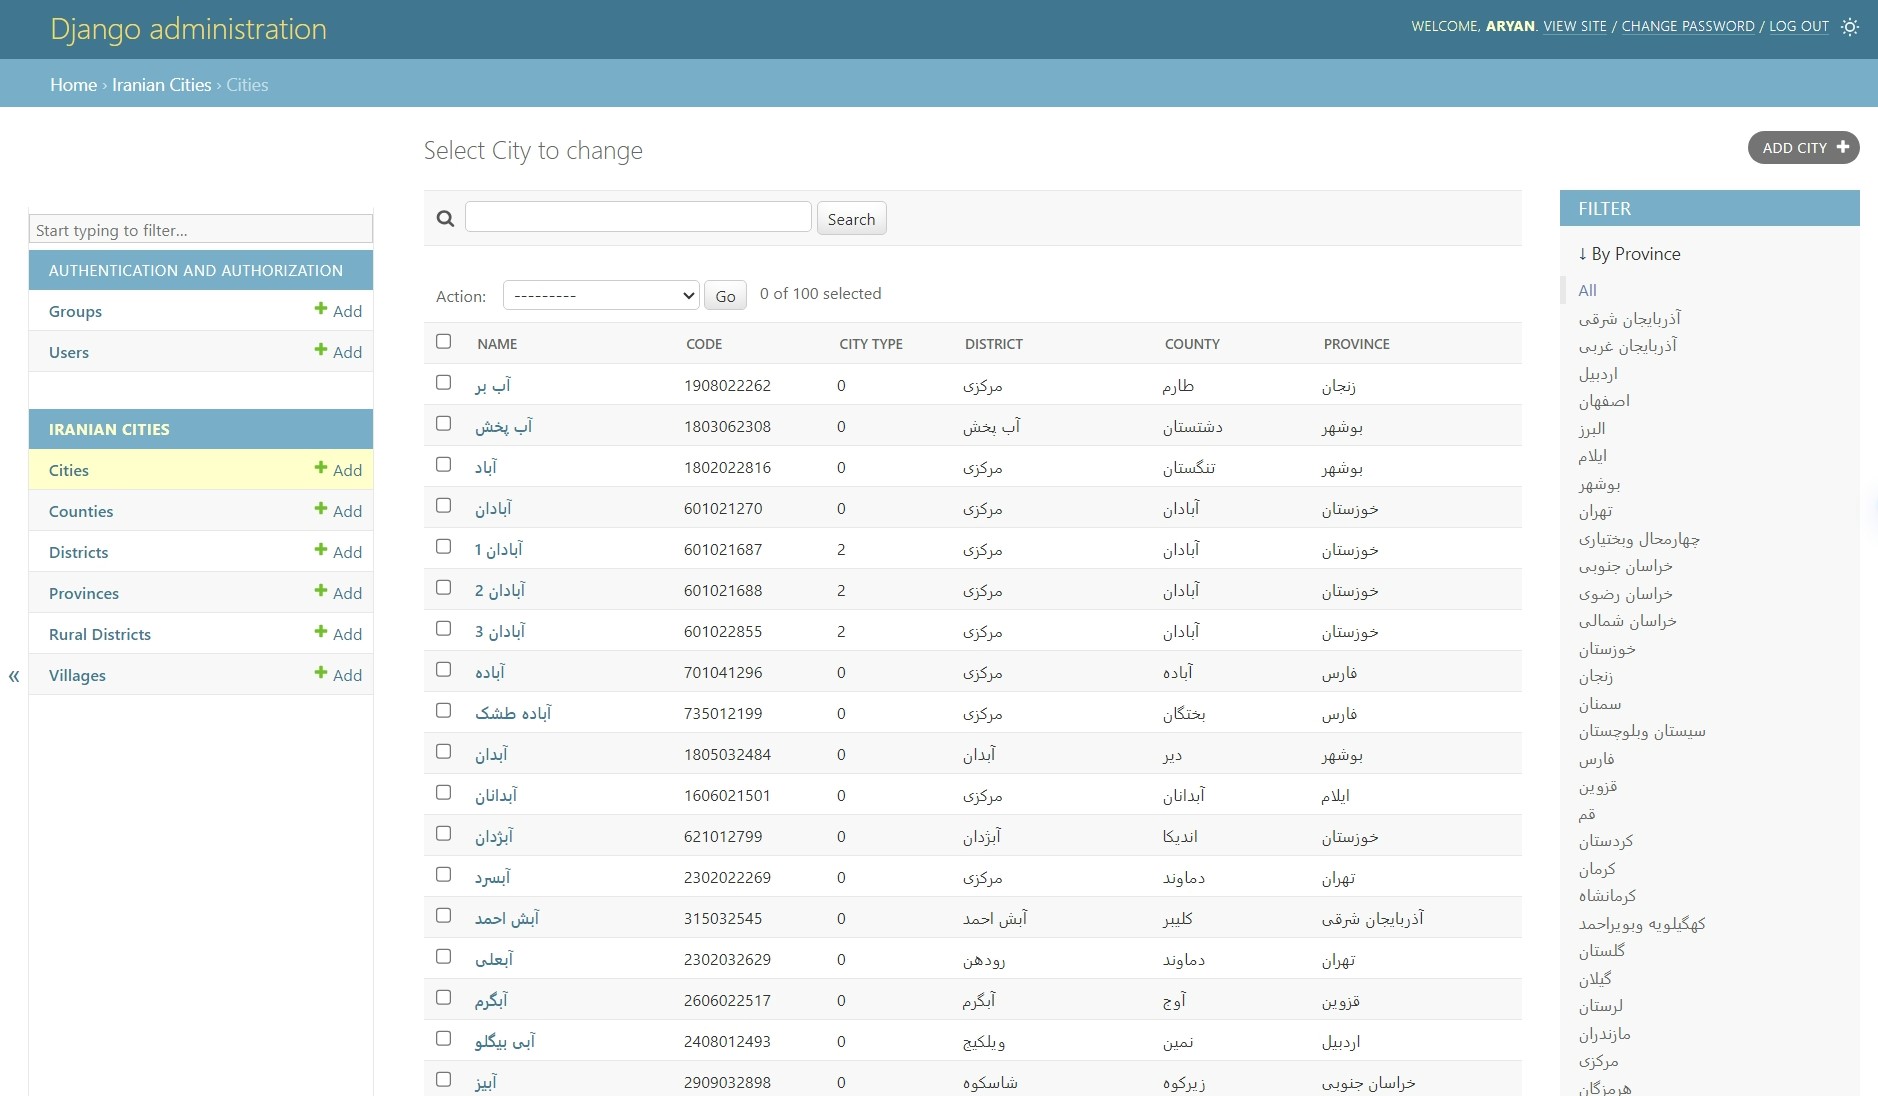 Django administration
WELCOME, ARYAN. VIEW SITE / CHANGE PASSWORD / LOG OUT
Home › Iranian Cities › Cities
Start typing to filter...
AUTHENTICATION AND AUTHORIZATION
Groups Add
Users Add
IRANIAN CITIES
Cities Add
Counties Add
Districts Add
Provinces Add
Rural Districts Add
Villages Add
«
Select City to change
ADD CITY
Search
Action: --------- Go 0 of 100 selected
NAME CODE CITY TYPE DISTRICT COUNTY PROVINCE
آب بر 1908022262 0 مرکزی طارم زنجان
آب پخش 1803062308 0 آب پخش دشتستان بوشهر
آباد 1802022816 0 مرکزی تنگستان بوشهر
آبادان 601021270 0 مرکزی آبادان خوزستان
آبادان 1 601021687 2 مرکزی آبادان خوزستان
آبادان 2 601021688 2 مرکزی آبادان خوزستان
آبادان 3 601022855 2 مرکزی آبادان خوزستان
آباده 701041296 0 مرکزی آباده فارس
آباده طشک 735012199 0 مرکزی بختگان فارس
آبدان 1805032484 0 آبدان دیر بوشهر
آبدانان 1606021501 0 مرکزی آبدانان ایلام
آبژدان 621012799 0 آبژدان اندیکا خوزستان
آبسرد 2302022269 0 مرکزی دماوند تهران
آبش احمد 315032545 0 آبش احمد کلیبر آذربایجان شرقی
آبعلی 2302032629 0 رودهن دماوند تهران
آبگرم 2606022517 0 آبگرم آوج قزوین
آبی بیگلو 2408012493 0 ویلکیج نمین اردبیل
آبیز 2909032898 0 شاسکوه زیرکوه خراسان جنوبی
FILTER
↓ By Province
All
آذربایجان شرقی
آذربایجان غربی
اردبیل
اصفهان
البرز
ایلام
بوشهر
تهران
چهارمحال وبختیاری
خراسان جنوبی
خراسان رضوی
خراسان شمالی
خوزستان
زنجان
سمنان
سیستان وبلوچستان
فارس
قزوین
قم
کردستان
کرمان
کرمانشاه
کهگیلویه وبویراحمد
گلستان
گیلان
لرستان
مازندران
مرکزی
هرمزگان